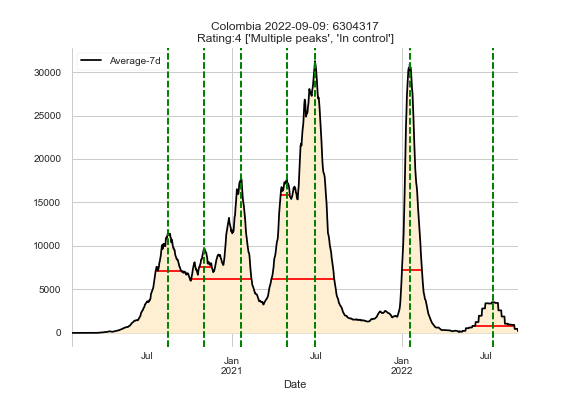 Colombia 2022-09-09: 6304317
Rating:4 ['Multiple peaks', 'In control']
Average-7d
30000
25000
20000
15000
10000
5000
0
Jul
Jan
2021
Jul
Jan
2022
Jul
Date